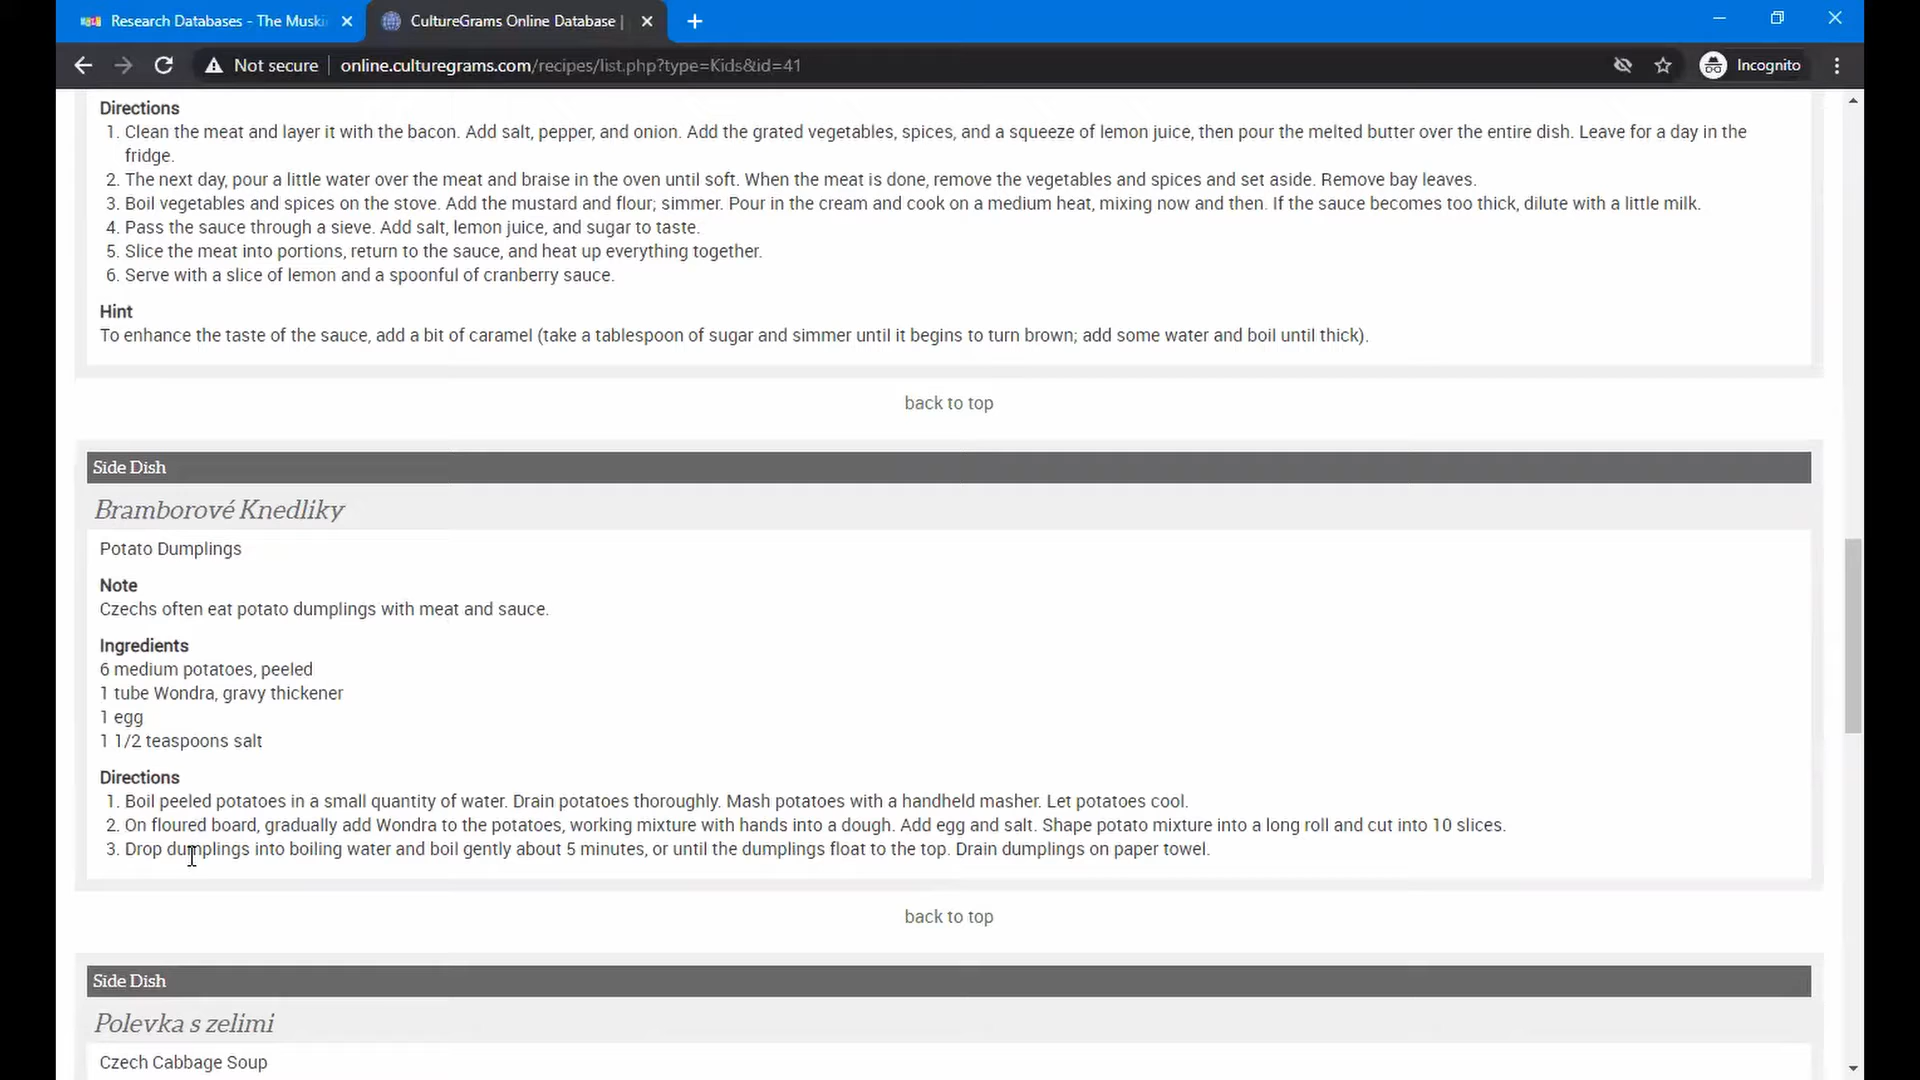 Research Databases - The Muski
CultureGrams Online Database |
Not secure
online.culturegrams.com/recipes/list.php?type=Kids&id=41
Incognito
Directions
1. Clean the meat and layer it with the bacon. Add salt, pepper, and onion. Add the grated vegetables, spices, and a squeeze of lemon juice, then pour the melted butter over the entire dish. Leave for a day in the
fridge.
2. The next day, pour a little water over the meat and braise in the oven until soft. When the meat is done, remove the vegetables and spices and set aside. Remove bay leaves.
3. Boil vegetables and spices on the stove. Add the mustard and flour; simmer. Pour in the cream and cook on a medium heat, mixing now and then. If the sauce becomes too thick, dilute with a little milk.
4. Pass the sauce through a sieve. Add salt, lemon juice, and sugar to taste.
5. Slice the meat into portions, return to the sauce, and heat up everything together.
6. Serve with a slice of lemon and a spoonful of cranberry sauce.
Hint
To enhance the taste of the sauce, add a bit of caramel (take a tablespoon of sugar and simmer until it begins to turn brown; add some water and boil until thick).
back to top
Side Dish
Bramborové Knedliky
Potato Dumplings
Note
Czechs often eat potato dumplings with meat and sauce.
Ingredients
6 medium potatoes, peeled
1 tube Wondra, gravy thickener
1 egg
1 1/2 teaspoons salt
Directions
1. Boil peeled potatoes in a small quantity of water. Drain potatoes thoroughly. Mash potatoes with a handheld masher. Let potatoes cool.
2. On floured board, gradually add Wondra to the potatoes, working mixture with hands into a dough. Add egg and salt. Shape potato mixture into a long roll and cut into 10 slices.
3. Drop dumplings into boiling water and boil gently about 5 minutes, or until the dumplings float to the top. Drain dumplings on paper towel.
back to top
Side Dish
Polevka s zelimi
Czech Cabbage Soup